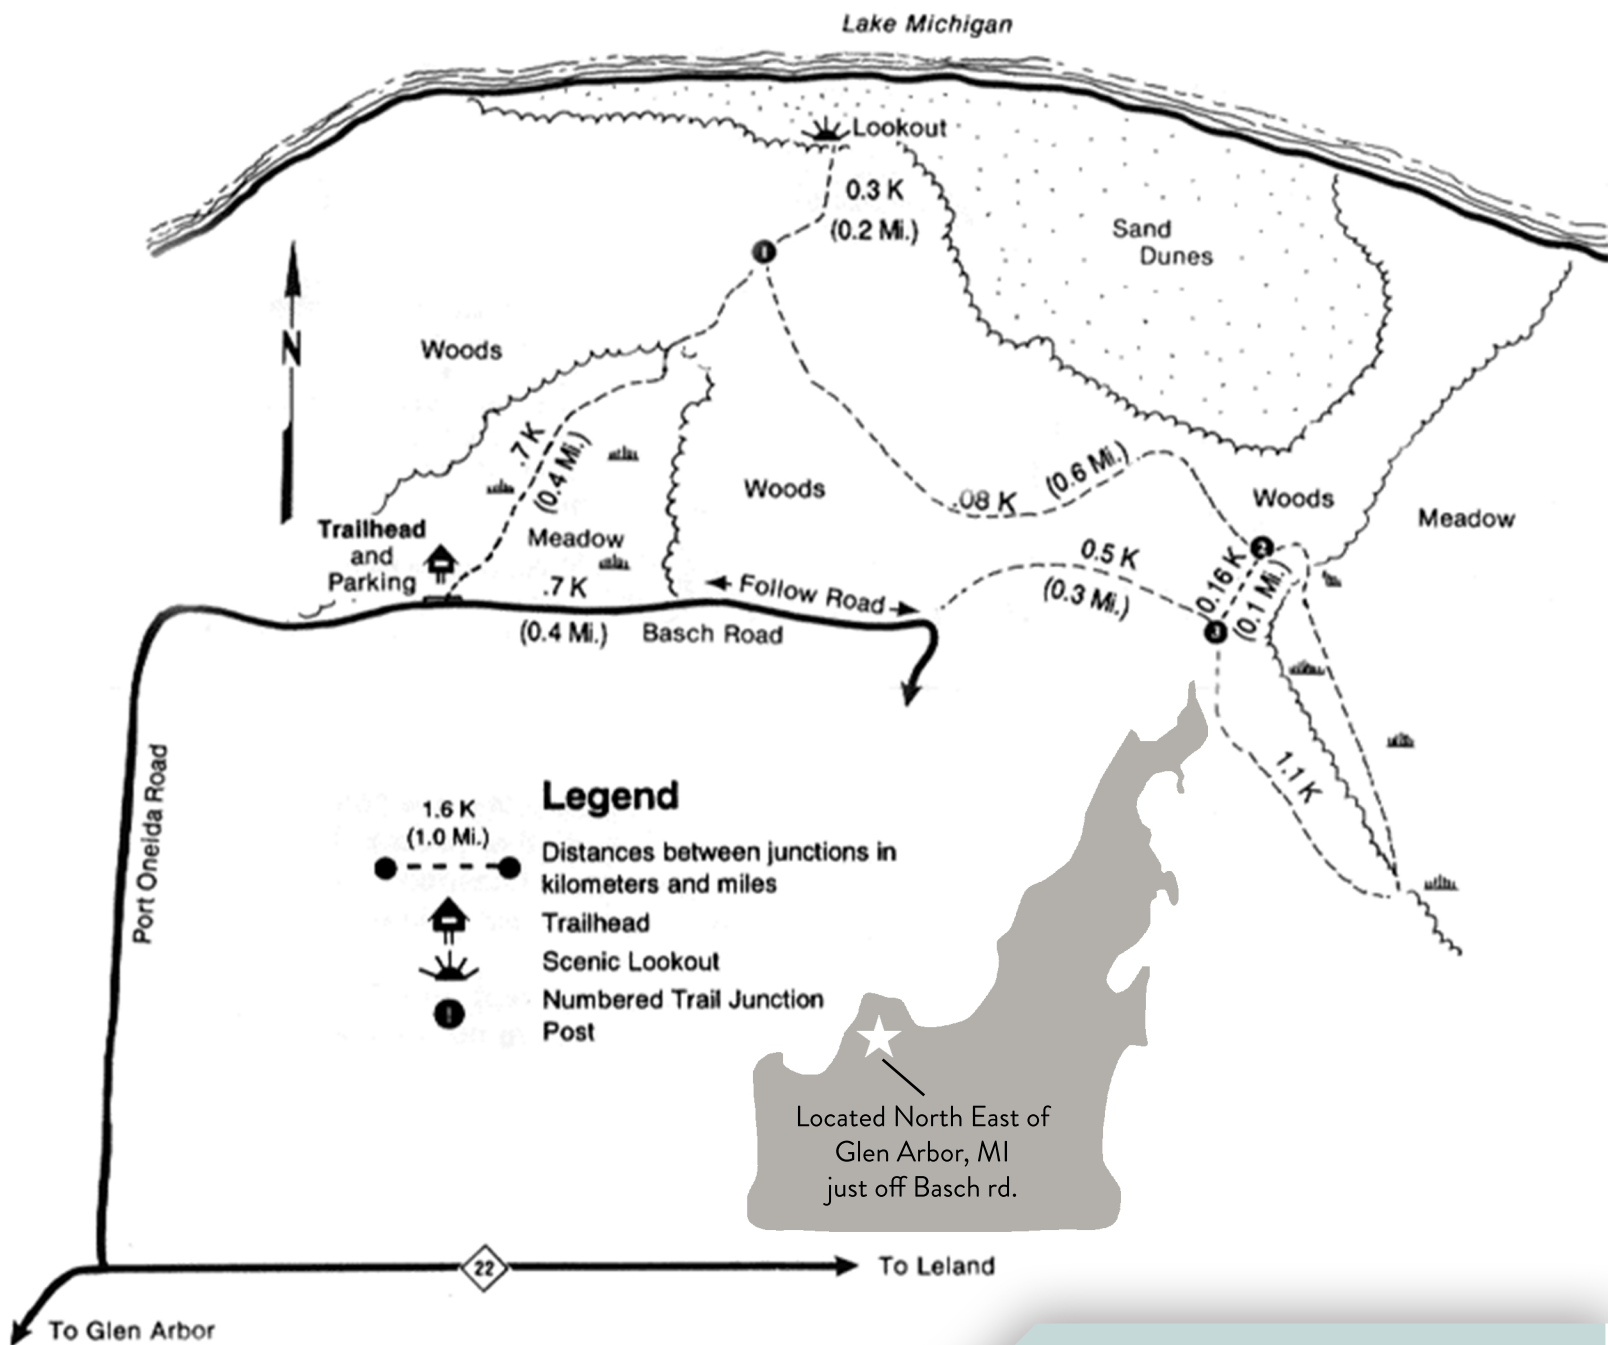 Lake Michigan
Lookout
0.3 K
(0.2 Mi.)
1
Sand
Dunes
N
Woods
.7 K
(0.4 Mi.)
Woods
.08 K
(0.6 Mi.)
Woods
Meadow
Trailhead
and
Parking
Meadow
.7 K
(0.4 Mi.)
Basch Road
Follow Road
0.5 K
(0.3 Mi.)
2
0.16 K
(0.1 Mi.)
3
1.1 K
Port Oneida Road
Legend
1.6 K
(1.0 Mi.)
Distances between junctions in
kilometers and miles
Trailhead
Scenic Lookout
1
Numbered Trail Junction
Post
Located North East of
Glen Arbor, MI
just off Basch rd.
22
To Leland
To Glen Arbor